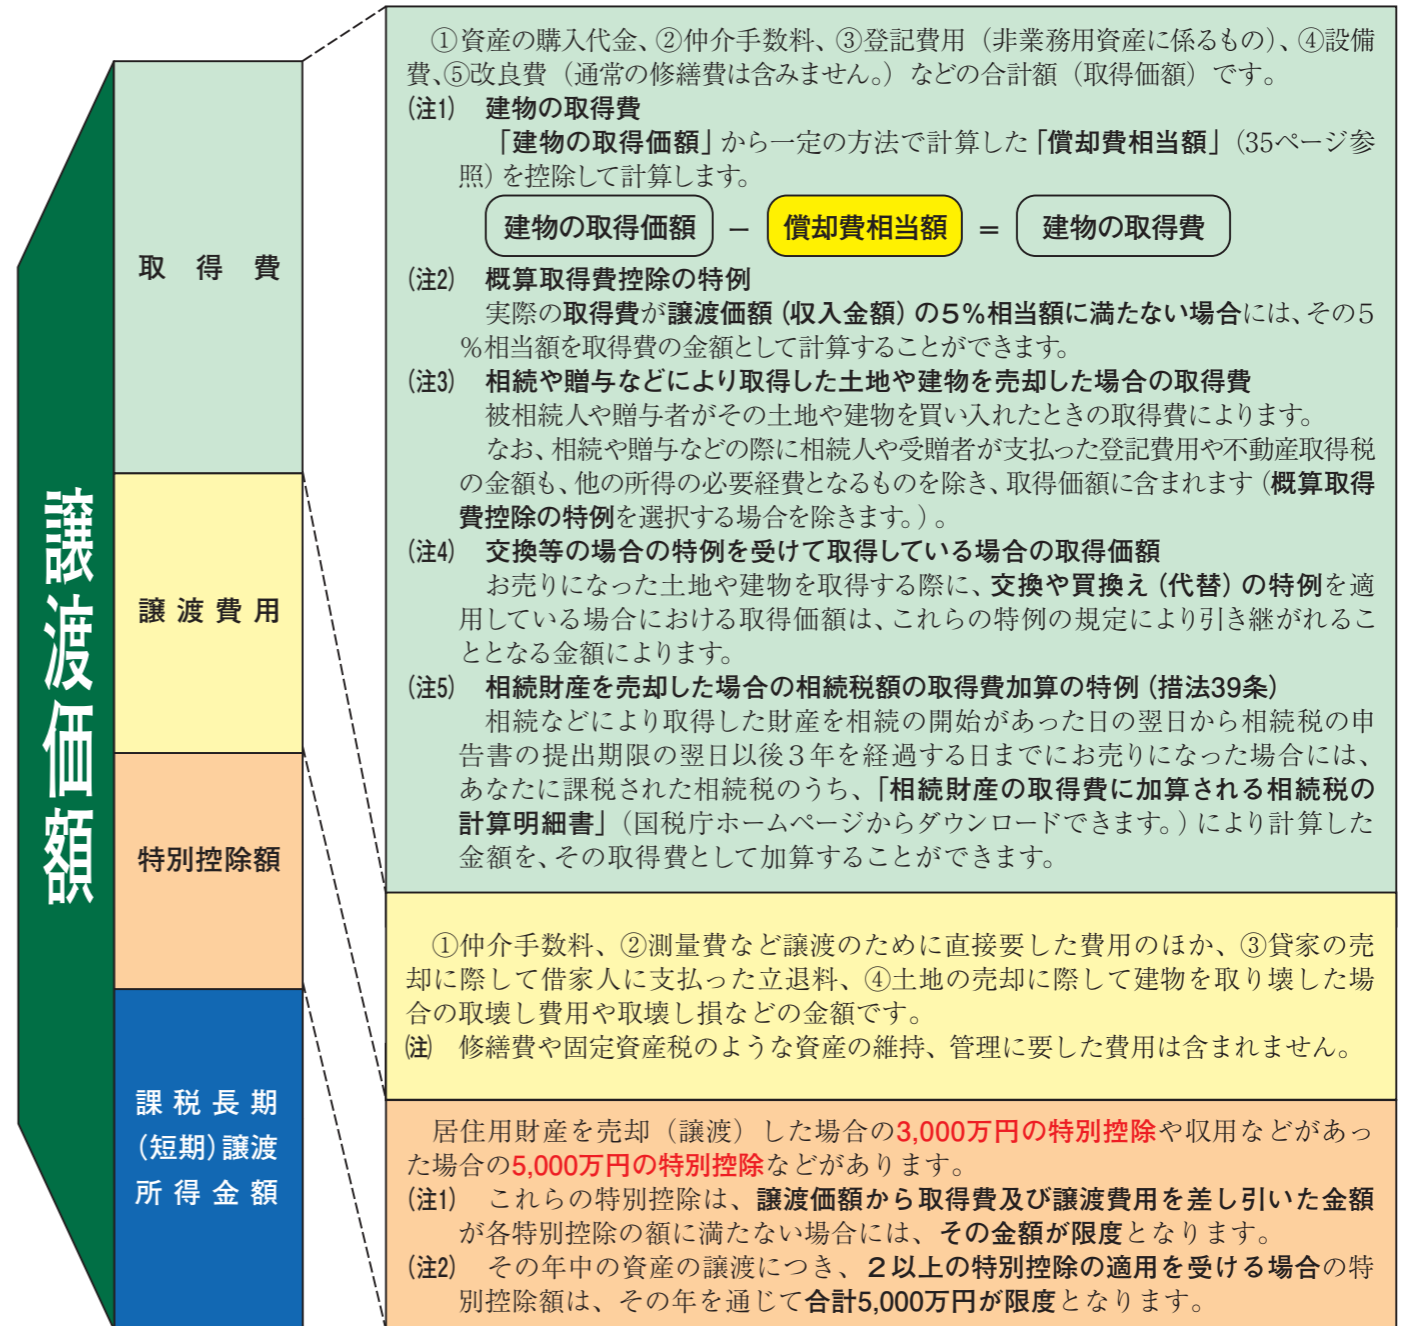 譲渡価額
取得費
譲渡費用
特別控除額
課税長期
(短期)譲渡
所得金額
①資産の購入代金、②仲介手数料、③登記費用（非業務用資産に係るもの）、④設備
費、⑤改良費（通常の修繕費は含みません。）などの合計額（取得価額）です。
(注1) 建物の取得費
「建物の取得価額」から一定の方法で計算した「償却費相当額」（35ページ参
照）を控除して計算します。
建物の取得価額 － 償却費相当額 ＝ 建物の取得費
(注2) 概算取得費控除の特例
実際の取得費が譲渡価額（収入金額）の５％相当額に満たない場合には、その５
％相当額を取得費の金額として計算することができます。
(注3) 相続や贈与などにより取得した土地や建物を売却した場合の取得費
被相続人や贈与者がその土地や建物を買い入れたときの取得費によります。
なお、相続や贈与などの際に相続人や受贈者が支払った登記費用や不動産取得税
の金額も、他の所得の必要経費となるものを除き、取得価額に含まれます（概算取得
費控除の特例を選択する場合を除きます。）。
(注4) 交換等の場合の特例を受けて取得している場合の取得価額
お売りになった土地や建物を取得する際に、交換や買換え（代替）の特例を適
用している場合における取得価額は、これらの特例の規定により引き継がれるこ
ととなる金額によります。
(注5) 相続財産を売却した場合の相続税額の取得費加算の特例（措法39条）
相続などにより取得した財産を相続の開始があった日の翌日から相続税の申
告書の提出期限の翌日以後３年を経過する日までにお売りになった場合には、
あなたに課税された相続税のうち、「相続財産の取得費に加算される相続税の
計算明細書」（国税庁ホームページからダウンロードできます。）により計算した
金額を、その取得費として加算することができます。
①仲介手数料、②測量費など譲渡のために直接要した費用のほか、③貸家の売
却に際して借家人に支払った立退料、④土地の売却に際して建物を取り壊した場
合の取壊し費用や取壊し損などの金額です。
(注) 修繕費や固定資産税のような資産の維持、管理に要した費用は含まれません。
居住用財産を売却（譲渡）した場合の3,000万円の特別控除や収用などがあっ
た場合の5,000万円の特別控除などがあります。
(注1) これらの特別控除は、譲渡価額から取得費及び譲渡費用を差し引いた金額
が各特別控除の額に満たない場合には、その金額が限度となります。
(注2) その年中の資産の譲渡につき、２以上の特別控除の適用を受ける場合の特
別控除額は、その年を通じて合計5,000万円が限度となります。